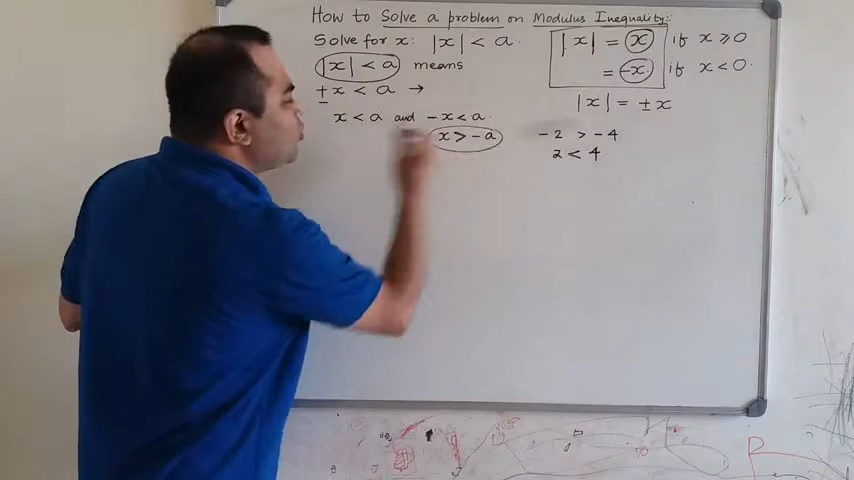 How to Solve a problem on Modulus Inequality:
Solve for x: |x| < a.
|x| < a means
± x < a →
x < a and -x < a.
x > -a
|x| = x if x ≥ 0
= -x. if x < 0.
|x| = ± x
-2 > -4
2 < 4